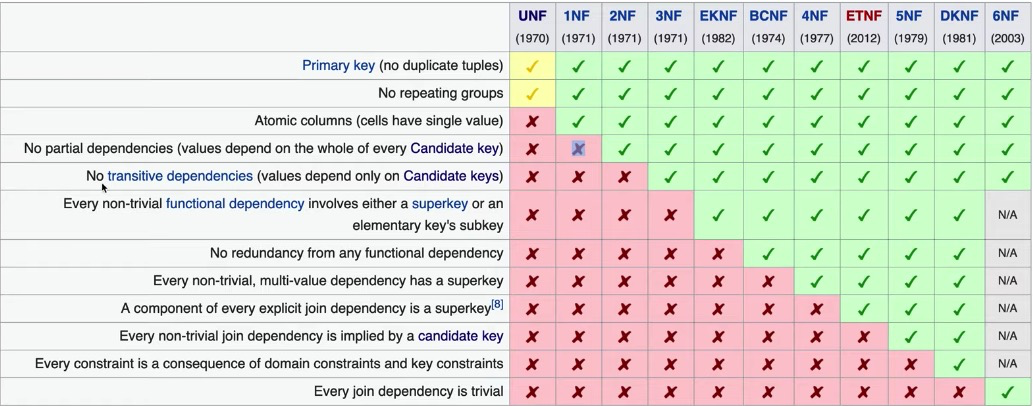 UNF 1NF 2NF 3NF EKNF BCNF 4NF ETNF 5NF DKNF 6NF
(1970) (1971) (1971) (1971) (1982) (1974) (1977) (2012) (1979) (1981) (2003)
Primary key (no duplicate tuples) ✓ ✓ ✓ ✓ ✓ ✓ ✓ ✓ ✓ ✓ ✓
No repeating groups ✓ ✓ ✓ ✓ ✓ ✓ ✓ ✓ ✓ ✓ ✓
Atomic columns (cells have single value) ✗ ✓ ✓ ✓ ✓ ✓ ✓ ✓ ✓ ✓ ✓
No partial dependencies (values depend on the whole of every Candidate key) ✗ ✗ ✓ ✓ ✓ ✓ ✓ ✓ ✓ ✓ ✓
No transitive dependencies (values depend only on Candidate keys) ✗ ✗ ✗ ✓ ✓ ✓ ✓ ✓ ✓ ✓ ✓
Every non-trivial functional dependency involves either a superkey or an
elementary key's subkey ✗ ✗ ✗ ✗ ✓ ✓ ✓ ✓ ✓ ✓ N/A
No redundancy from any functional dependency ✗ ✗ ✗ ✗ ✗ ✓ ✓ ✓ ✓ ✓ N/A
Every non-trivial, multi-value dependency has a superkey ✗ ✗ ✗ ✗ ✗ ✗ ✓ ✓ ✓ ✓ N/A
A component of every explicit join dependency is a superkey[8] ✗ ✗ ✗ ✗ ✗ ✗ ✗ ✓ ✓ ✓ N/A
Every non-trivial join dependency is implied by a candidate key ✗ ✗ ✗ ✗ ✗ ✗ ✗ ✗ ✓ ✓ N/A
Every constraint is a consequence of domain constraints and key constraints ✗ ✗ ✗ ✗ ✗ ✗ ✗ ✗ ✗ ✓ N/A
Every join dependency is trivial ✗ ✗ ✗ ✗ ✗ ✗ ✗ ✗ ✗ ✗ ✓